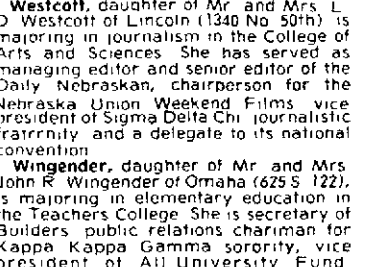 Westcott, daughter of Mr and Mrs L
D Westcott of Lincoln (1340 No 50th) is
majoring in journalism in the College of
Arts and Sciences She has served as
managing editor and senior editor of the
Daily Nebraskan, chairperson for the
Nebraska Union Weekend Films vice
president of Sigma Delta Chi journalistic
fratrrnity and a delegate to its national
convention
Wingender, daughter of Mr and Mrs
John R Wingender of Omaha (625 S 122),
is majoring in elementary education in
the Teachers College She is secretary of
Builders public relations chariman for
Kappa Kappa Gamma sorority, vice
president of All University Fund